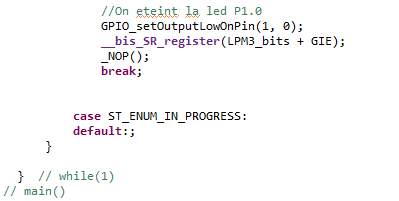 //On eteint la led P1.0
GPIO_setOutputLowOnPin(1, 0);
__bis_SR_register(LPM3_bits + GIE);
_NOP();
break;
case ST_ENUM_IN_PROGRESS:
default:;
}
} // while(1)
// main()